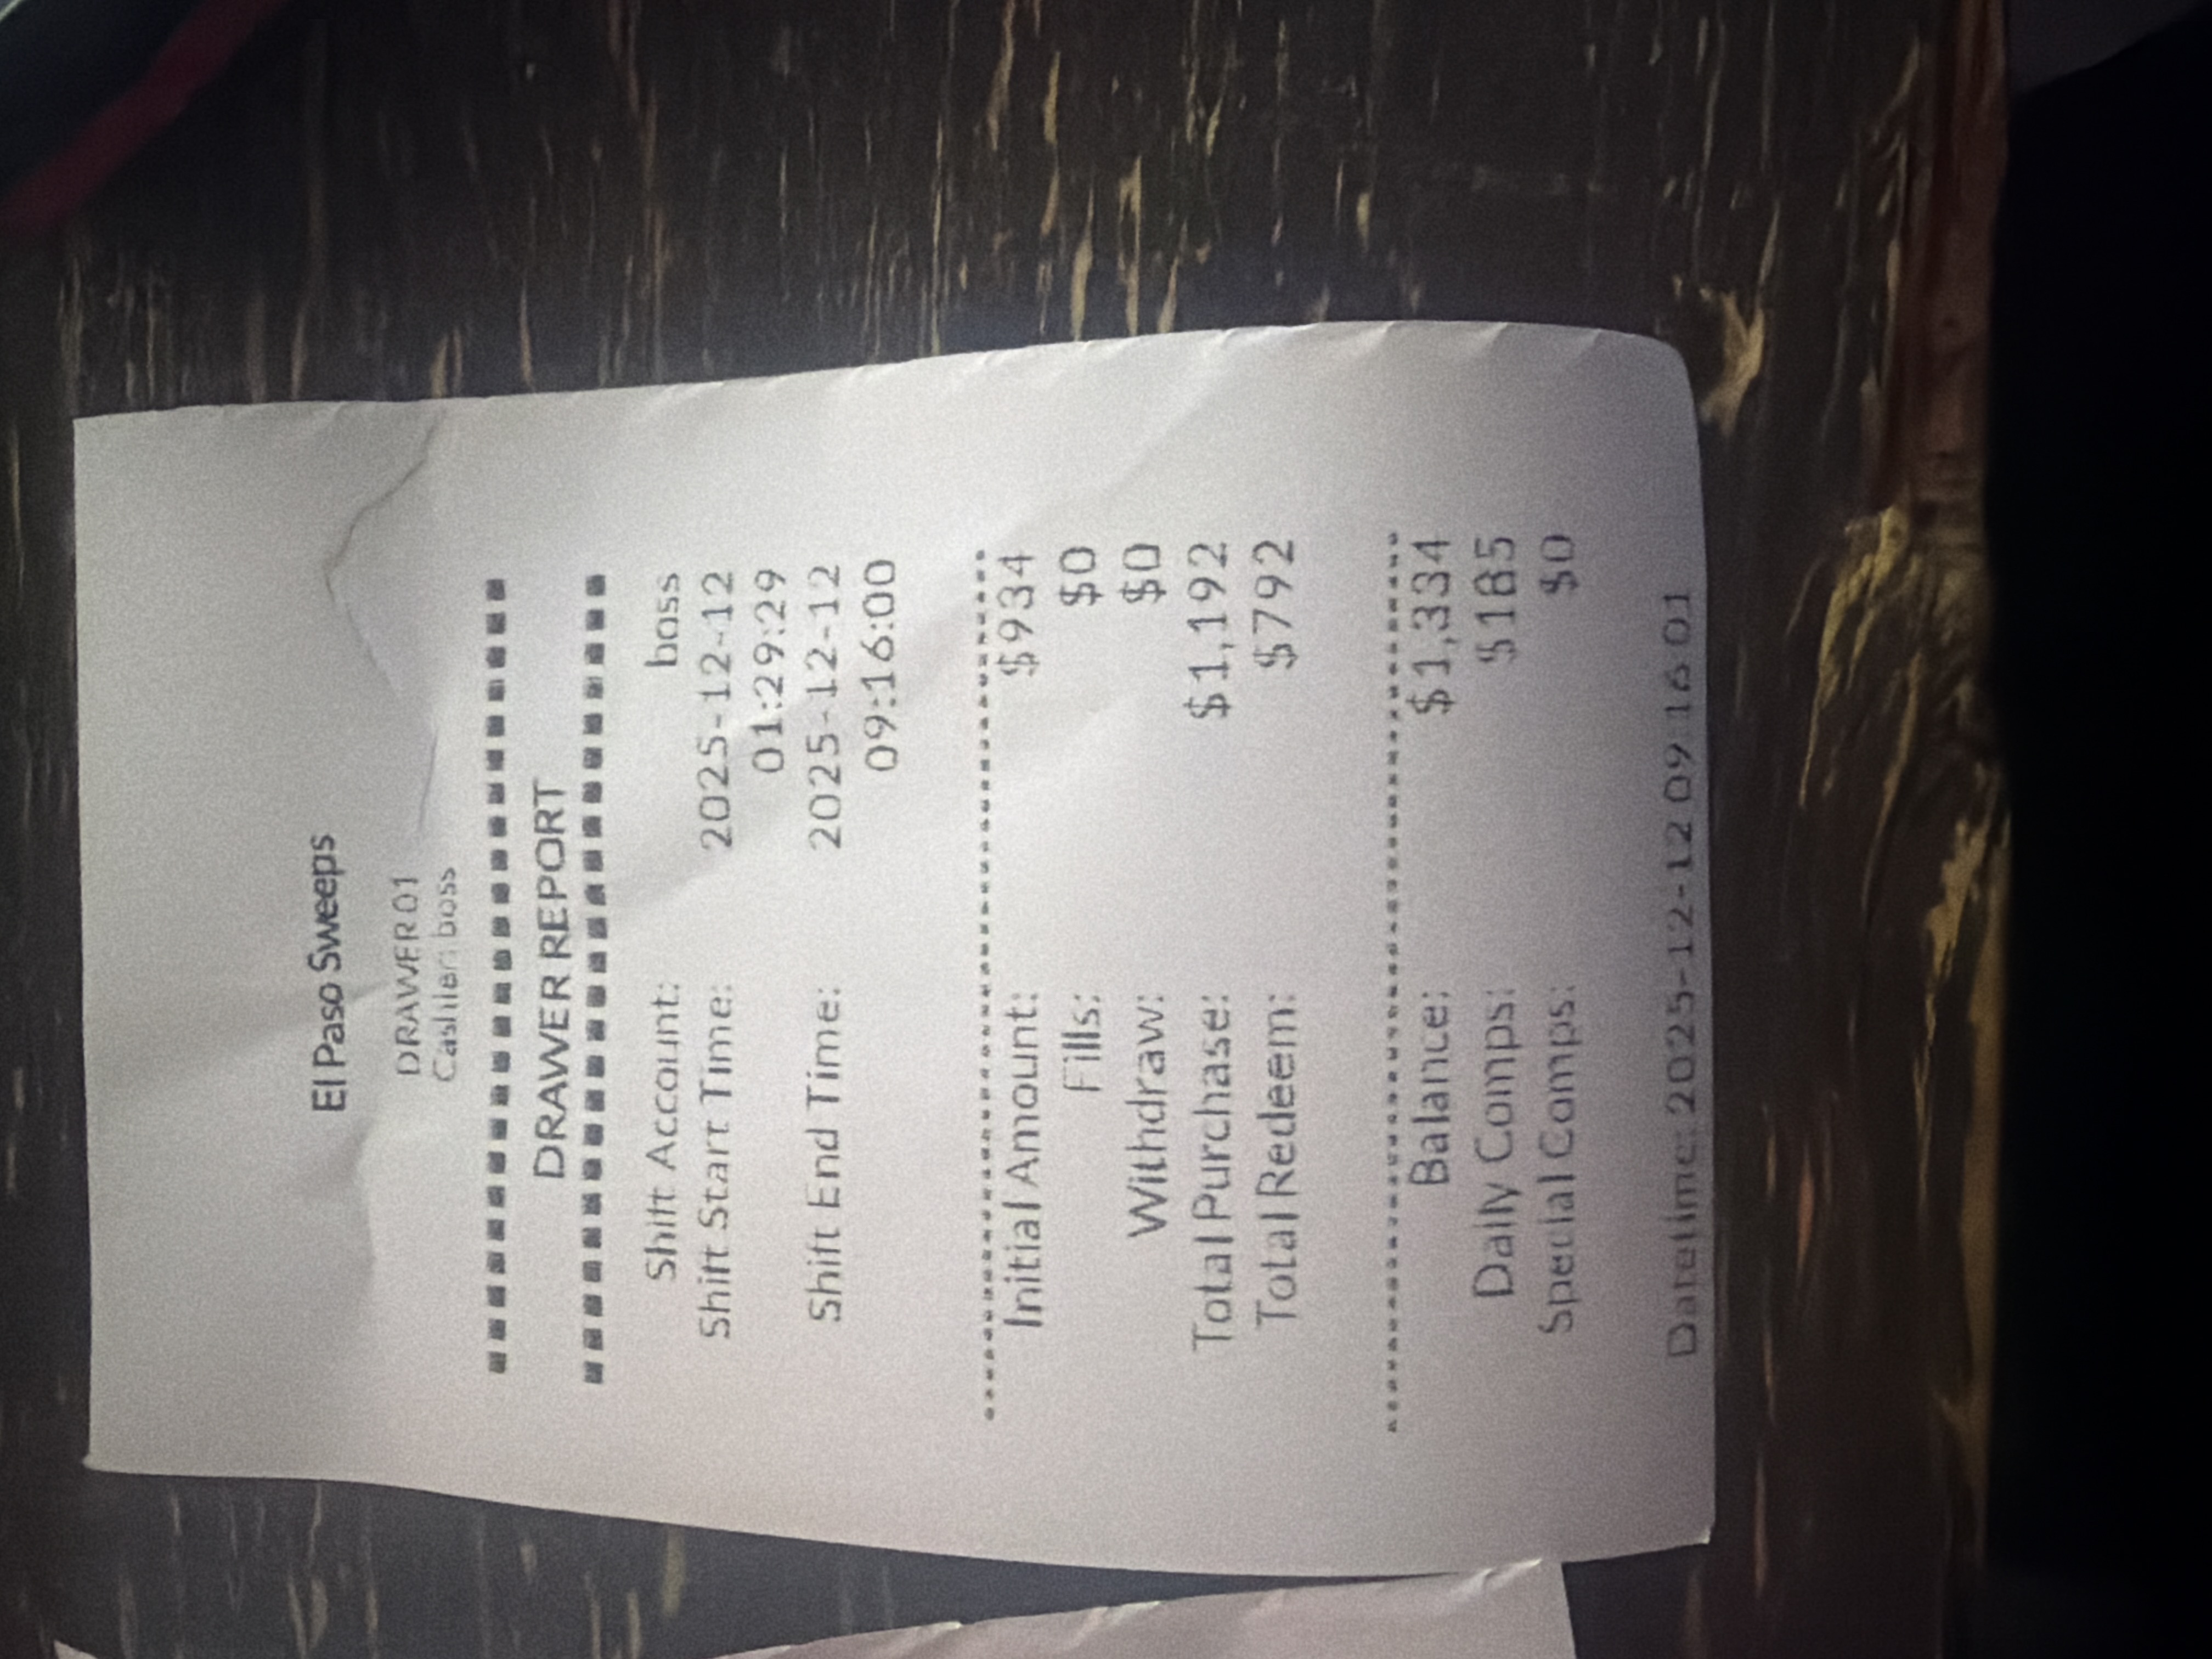 El Paso Sweeps
DRAWER 01
Cashier: boss
DRAWER REPORT
Shift Account: boss
Shift Start Time: 2025-12-12
01:29:29
Shift End Time: 2025-12-12
09:16:00
Initial Amount: $934
Fills: $0
Withdraw: $0
Total Purchase: $1,192
Total Redeem: $792
Balance: $1,334
Daily Comps: $185
Special Comps: $0
Datetime: 2025-12-12 09:16:01